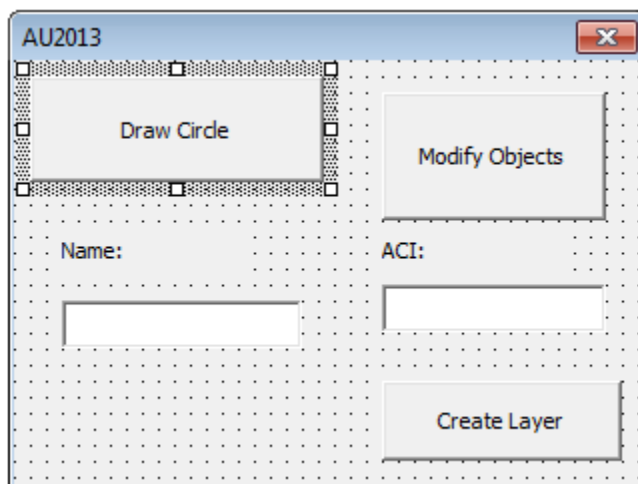 AU2013
Draw Circle
Modify Objects
Name:
ACI:
Create Layer